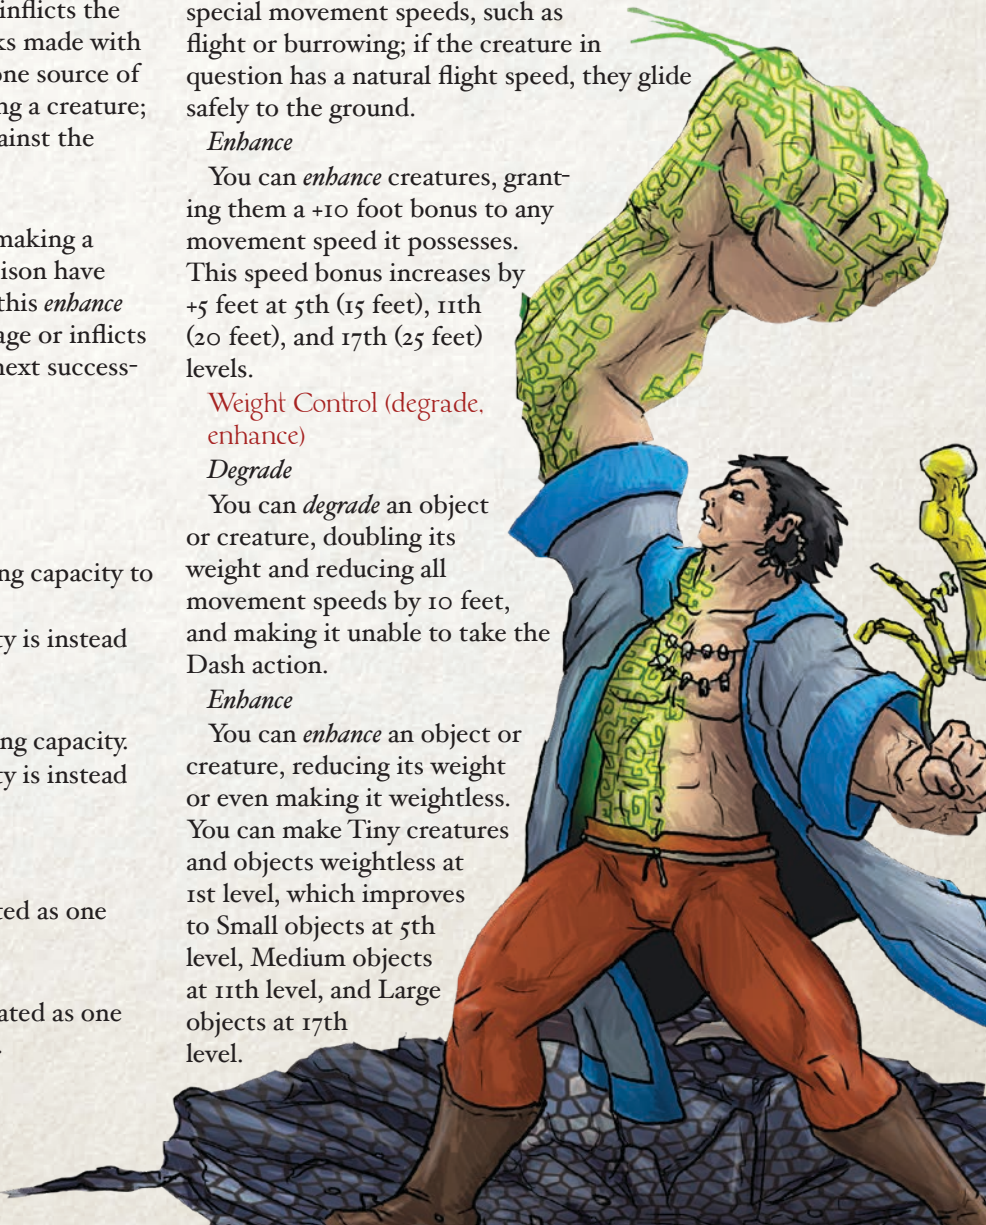 inflicts the
ks made with
one source of
ng a creature;
ainst the
making a
ison have
this enhance
age or inflicts
next success-
ng capacity to
ty is instead
ng capacity.
ty is instead
ted as one
ated as one
special movement speeds, such as
flight or burrowing; if the creature in
question has a natural flight speed, they glide
safely to the ground.
Enhance
You can enhance creatures, grant-
ing them a +10 foot bonus to any
movement speed it possesses.
This speed bonus increases by
+5 feet at 5th (15 feet), 11th
(20 feet), and 17th (25 feet)
levels.
Weight Control (degrade,
enhance)
Degrade
You can degrade an object
or creature, doubling its
weight and reducing all
movement speeds by 10 feet,
and making it unable to take the
Dash action.
Enhance
You can enhance an object or
creature, reducing its weight
or even making it weightless.
You can make Tiny creatures
and objects weightless at
1st level, which improves
to Small objects at 5th
level, Medium objects
at 11th level, and Large
objects at 17th
level.